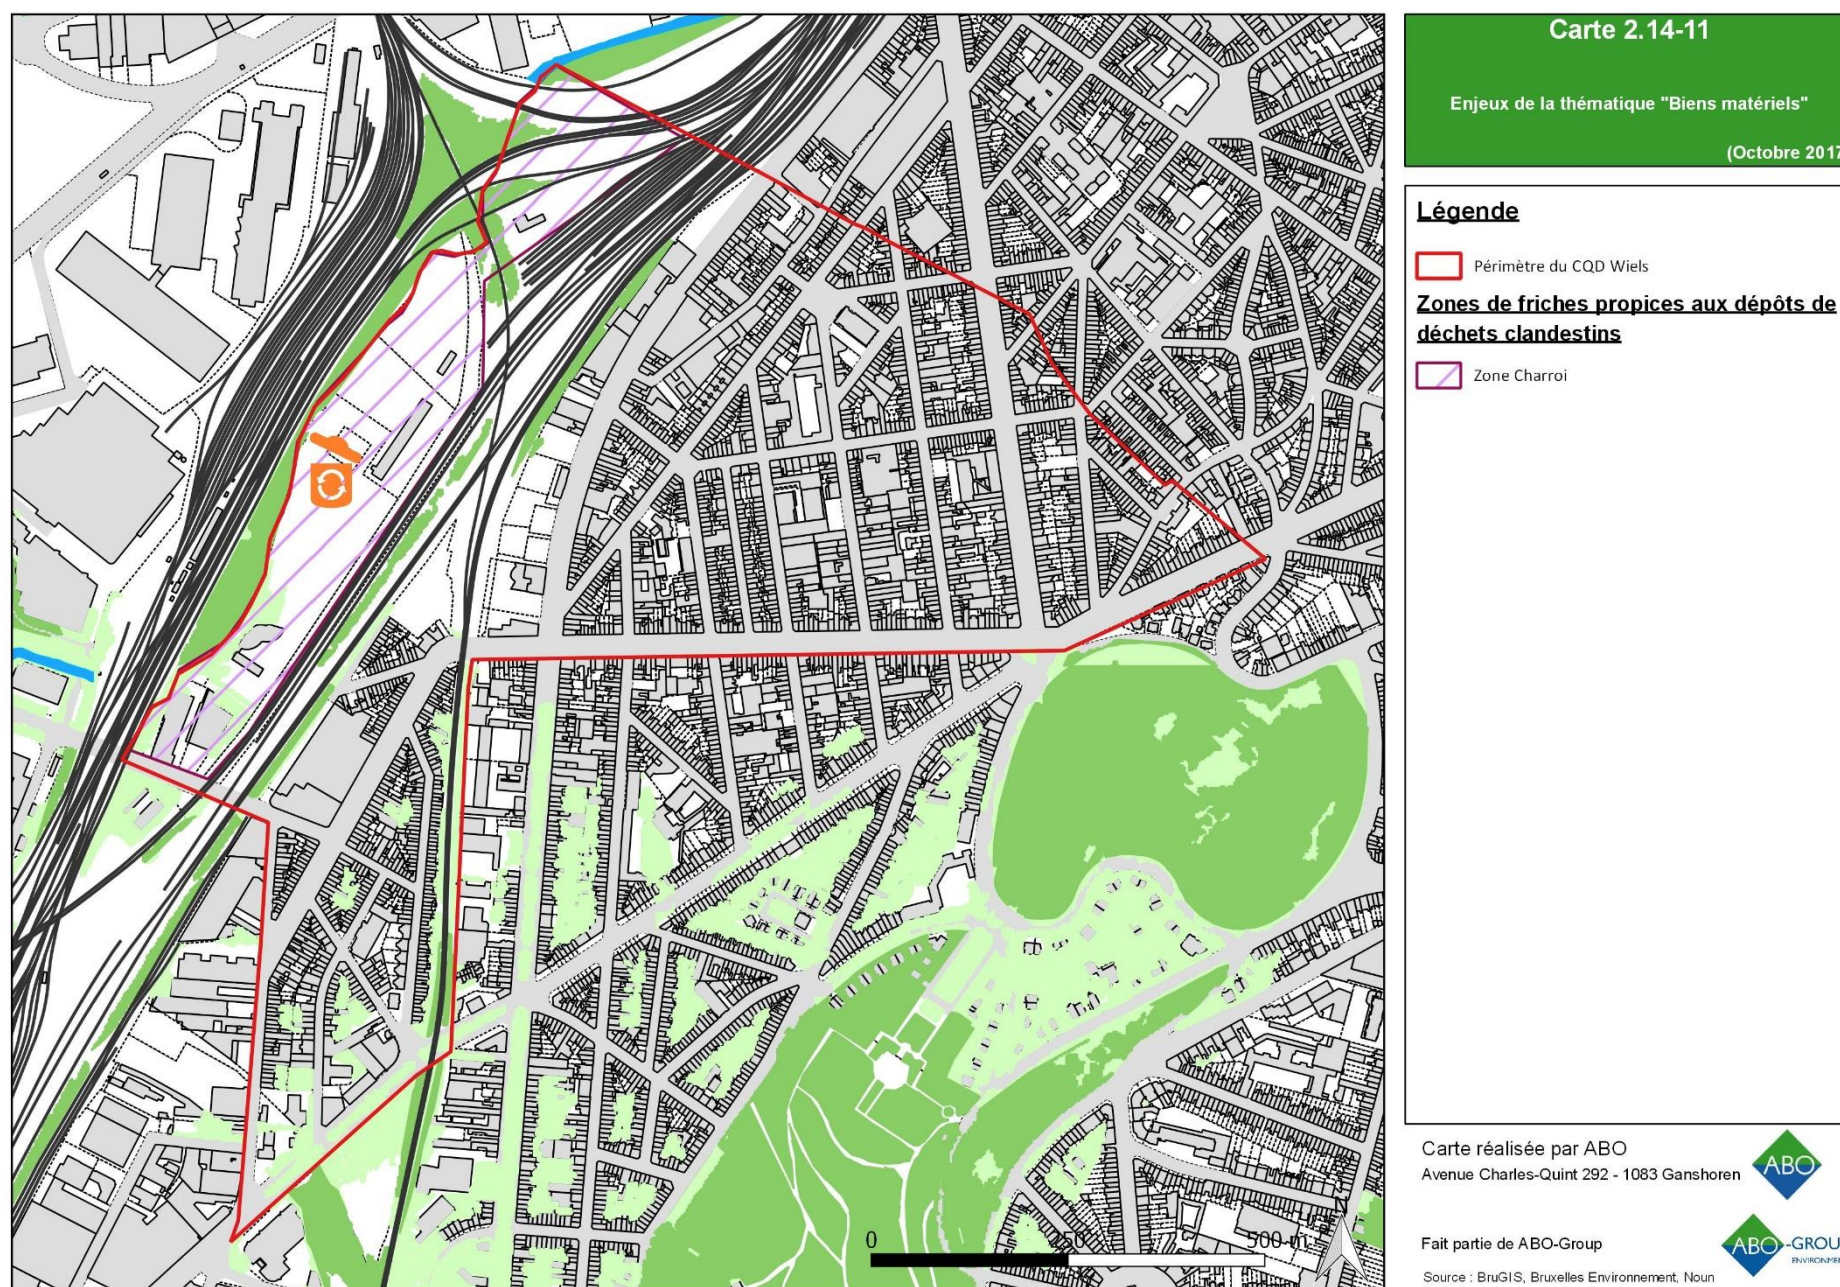 Carte 2.14-11
Enjeux de la thématique "Biens matériels"
(Octobre 2017
Légende
Périmètre du CQD Wiels
Zones de friches propices aux dépôts de
déchets clandestins
Zone Charroi
0 500 m
Carte réalisée par ABO
Avenue Charles-Quint 292 - 1083 Ganshoren
ABO
Fait partie de ABO-Group
ABO-GROU
ENVIRONME
Source : BruGIS, Bruxelles Environnement, Noun